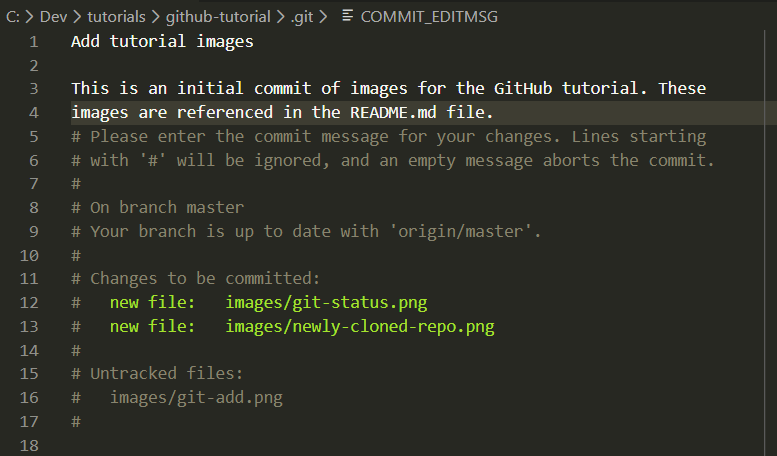 C: > Dev > tutorials > github-tutorial > .git > COMMIT_EDITMSG
1 Add tutorial images
2
3 This is an initial commit of images for the GitHub tutorial. These
4 images are referenced in the README.md file.
5 # Please enter the commit message for your changes. Lines starting
6 # with '#' will be ignored, and an empty message aborts the commit.
7 #
8 # On branch master
9 # Your branch is up to date with 'origin/master'.
10 #
11 # Changes to be committed:
12 #   new file:   images/git-status.png
13 #   new file:   images/newly-cloned-repo.png
14 #
15 # Untracked files:
16 #   images/git-add.png
17 #
18